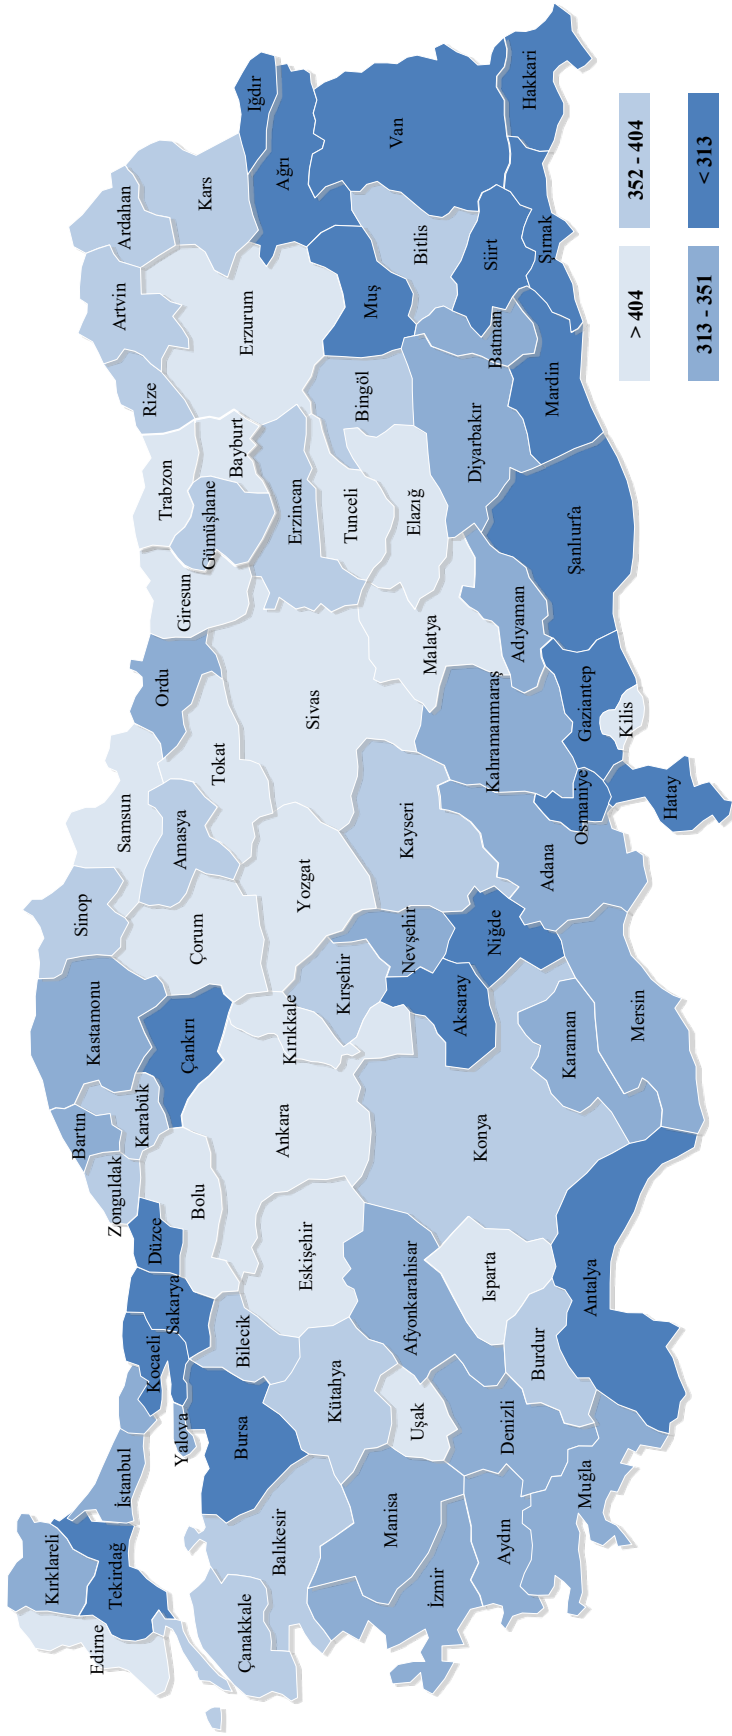 Edirne
Kırklareli
Tekirdağ
İstanbul
Yalova
Kocaeli
Sakarya
Düzce
Zonguldak
Bartın
Karabük
Kastamonu
Çankırı
Sinop
Çorum
Samsun
Amasya
Tokat
Ordu
Giresun
Gümüşhane
Trabzon
Bayburt
Rize
Artvin
Ardahan
Kars
Iğdır
Ağrı
Çanakkale
Balıkesir
Bursa
Bilecik
Bolu
Kütahya
Eskişehir
Ankara
Kırıkkale
Kırşehir
Yozgat
Sivas
Erzincan
Tunceli
Erzurum
Bingöl
Muş
Bitlis
Van
Manisa
İzmir
Uşak
Afyonkarahisar
Aydın
Denizli
Muğla
Burdur
Isparta
Antalya
Konya
Aksaray
Nevşehir
Niğde
Kayseri
Karaman
Mersin
Adana
Kahramanmaraş
Osmaniye
Hatay
Malatya
Elazığ
Adıyaman
Gaziantep
Kilis
Şanlıurfa
Diyarbakır
Batman
Mardin
Siirt
Şırnak
Hakkari
> 404
352 - 404
313 - 351
< 313